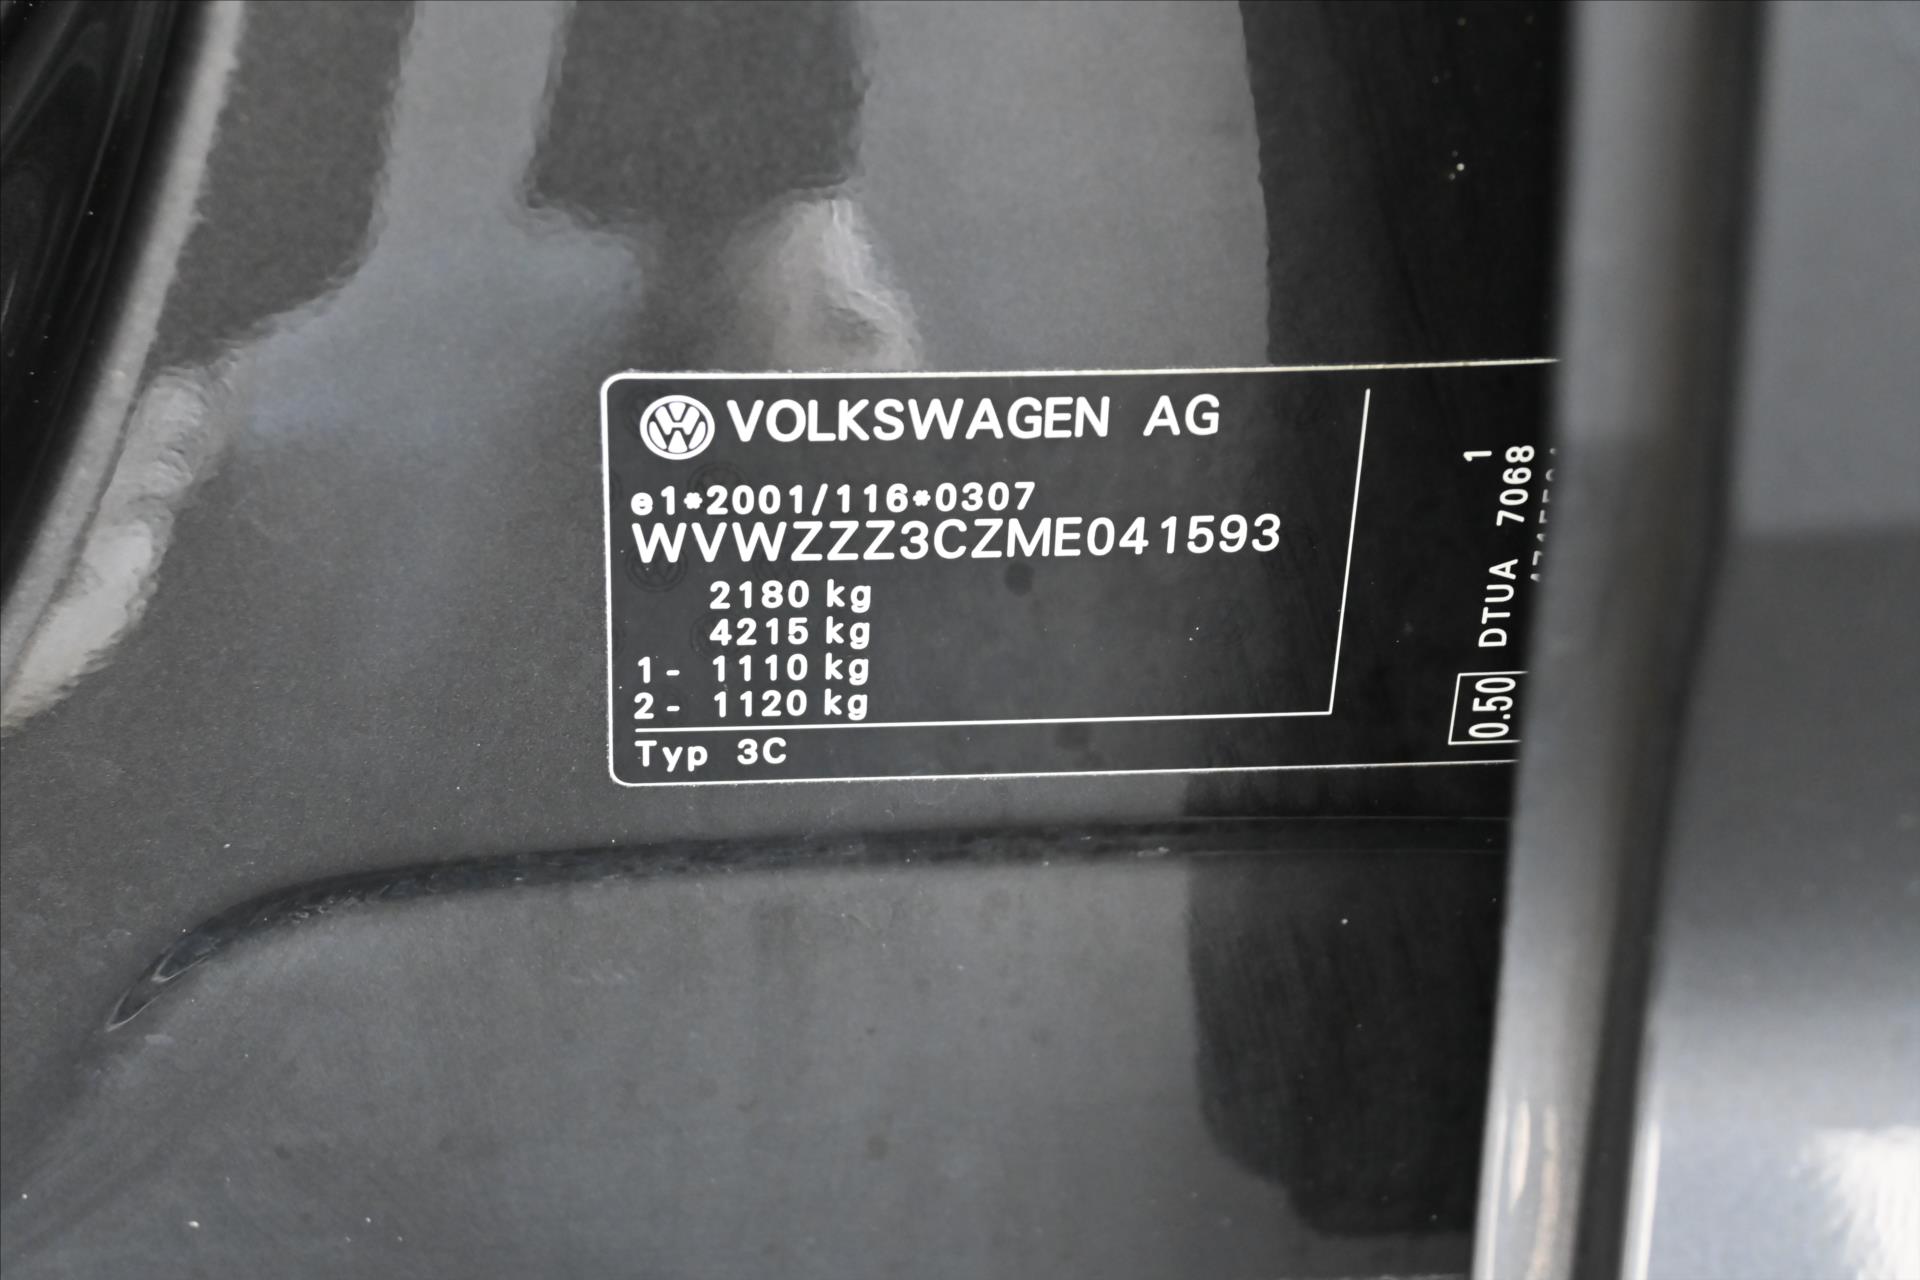 VOLKSWAGEN AG
e1*2001/116*0307
WVWZZZ3CZME041593
2180 kg
4215 kg
1- 1110 kg
2- 1120 kg
Typ 3C
1
DTUA 7068
0.50